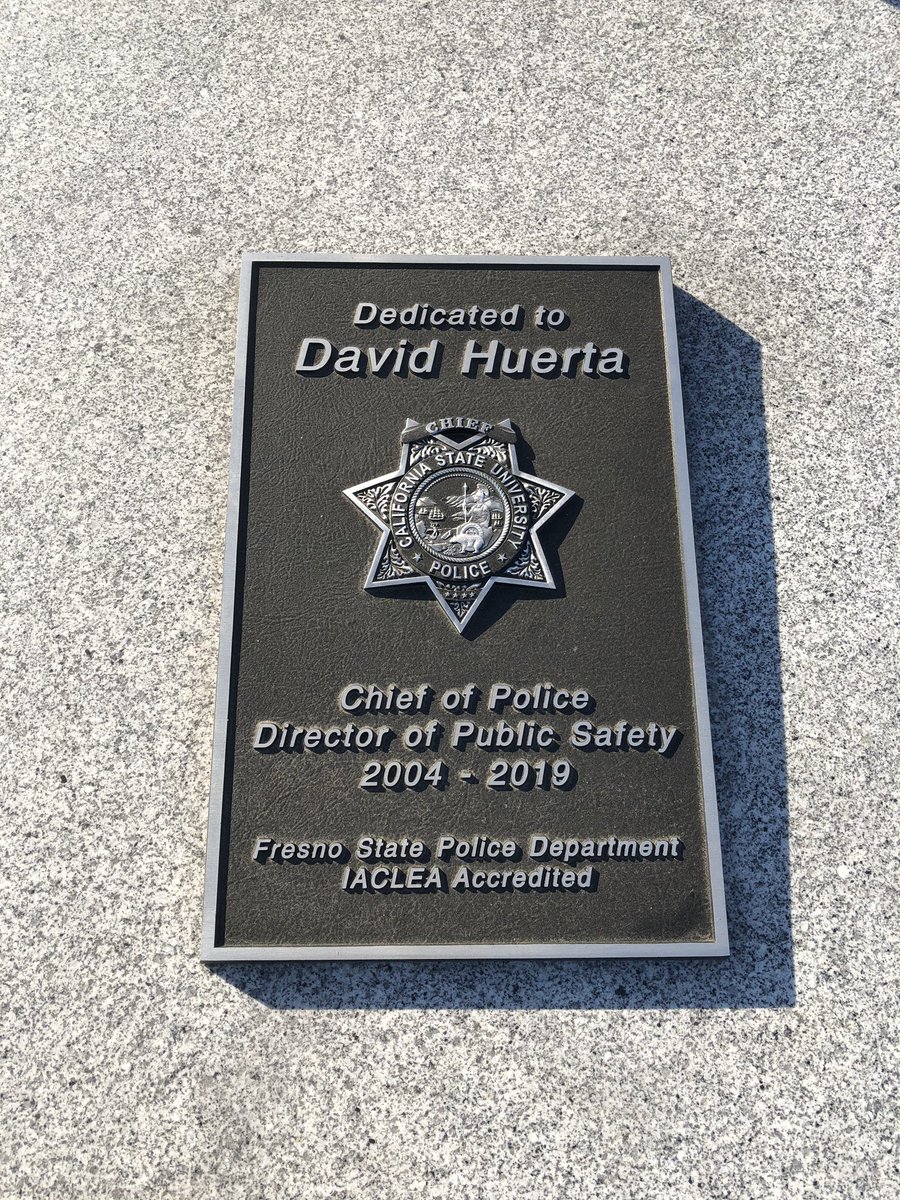 Dedicated to
David Huerta
CHIEF
CALIFORNIA STATE UNIVERSITY
POLICE
Chief of Police
Director of Public Safety
2004 - 2019
Fresno State Police Department
IACLEA Accredited